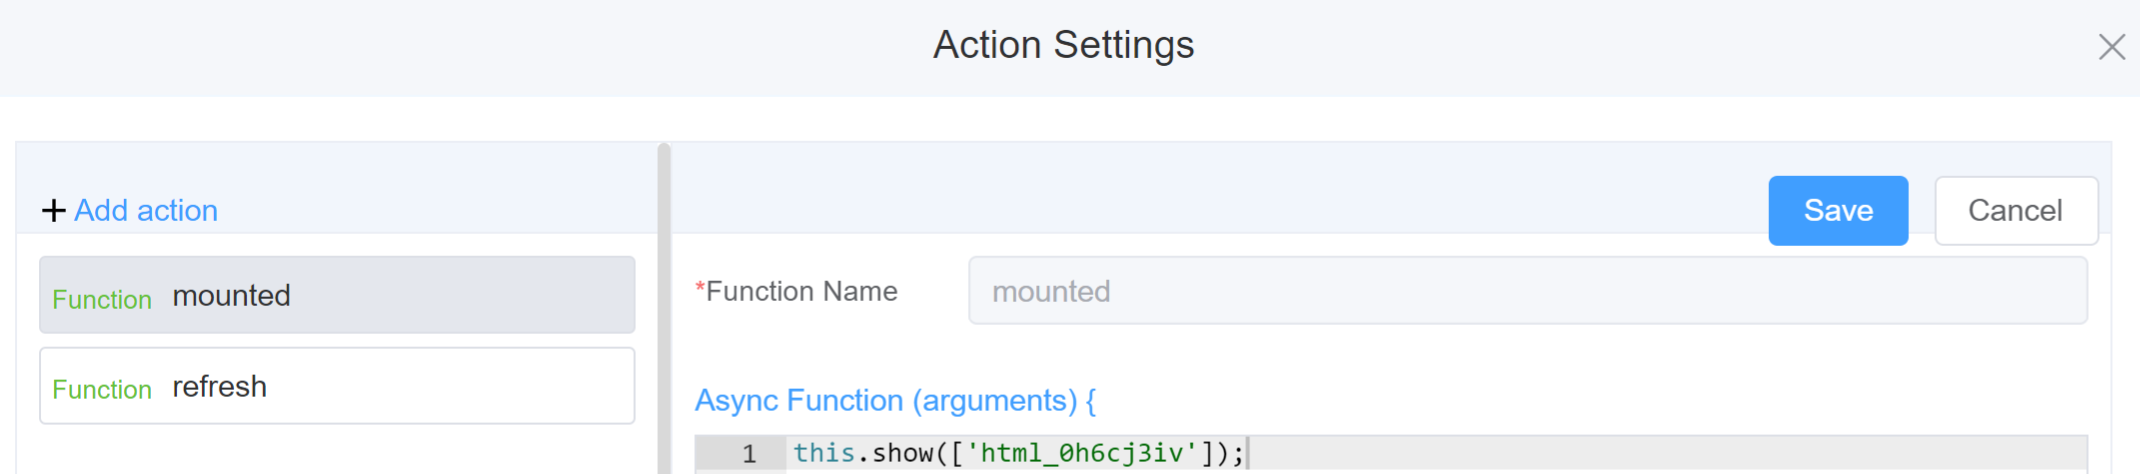 Action Settings
+ Add action
Save
Cancel
Function mounted
*Function Name
mounted
Function refresh
Async Function (arguments) {
1 this.show(['html_0h6cj3iv']);